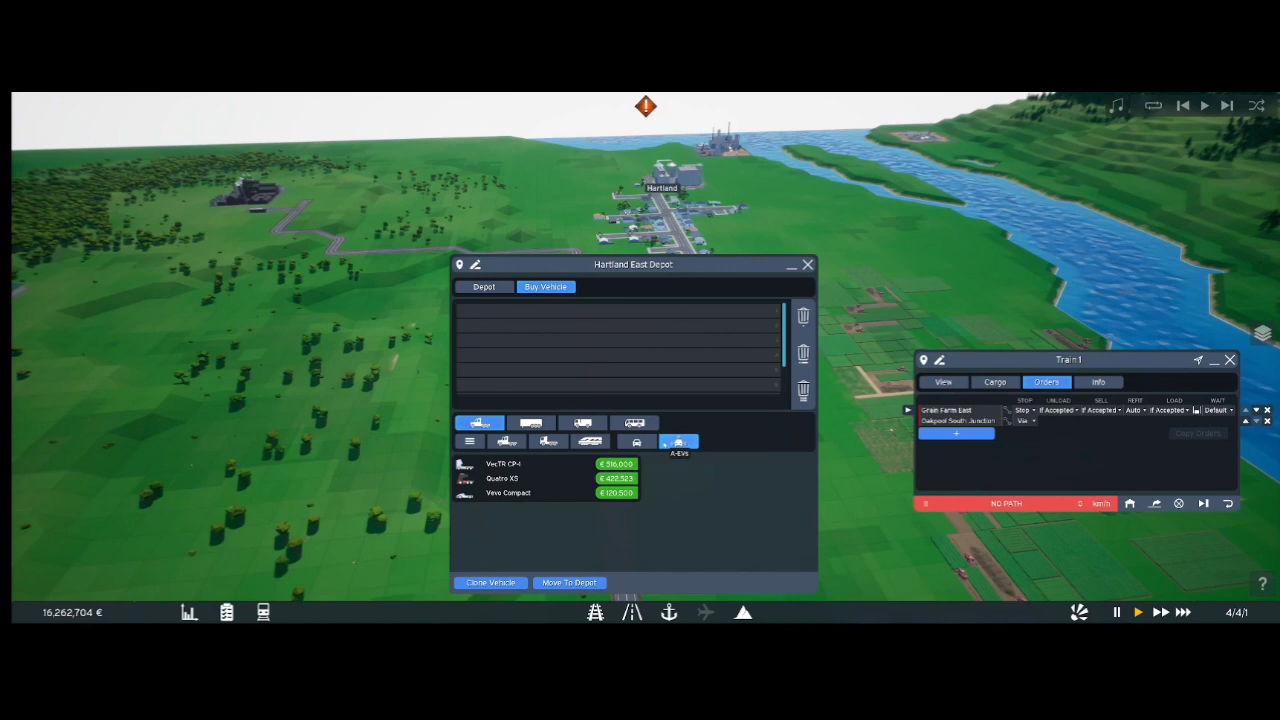 Hartland
Hartland East Depot
Depot
Buy Vehicle
A-EVs
VecTR CP-I
€ 516,000
Quatro XS
€ 422,523
Vevo Compact
€ 120,500
Clone Vehicle
Move To Depot
Train 1
View
Cargo
Orders
Info
STOP UNLOAD SELL REFIT LOAD WAIT
Grain Farm East Stop If Accepted If Accepted Auto If Accepted Default
Oakpool South Junction Via
+
Copy Orders
NO PATH 0 km/h
16,262,704 €
4/4/1
?